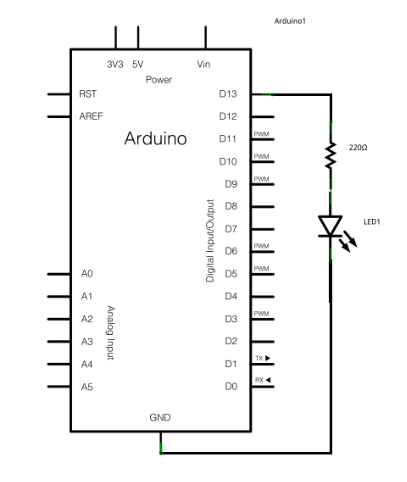 Arduino1
3V3 5V Vin
Power
RST D13
AREF D12
Arduino
D11 PWM
D10 PWM
D9 PWM
D8
D7
D6 PWM
A0 D5 PWM
A1 D4
A2 D3 PWM
A3 D2
A4 D1 TX ▶
A5 D0 RX ◀
Digital Input/Output
Analog Input
GND
220Ω
LED1